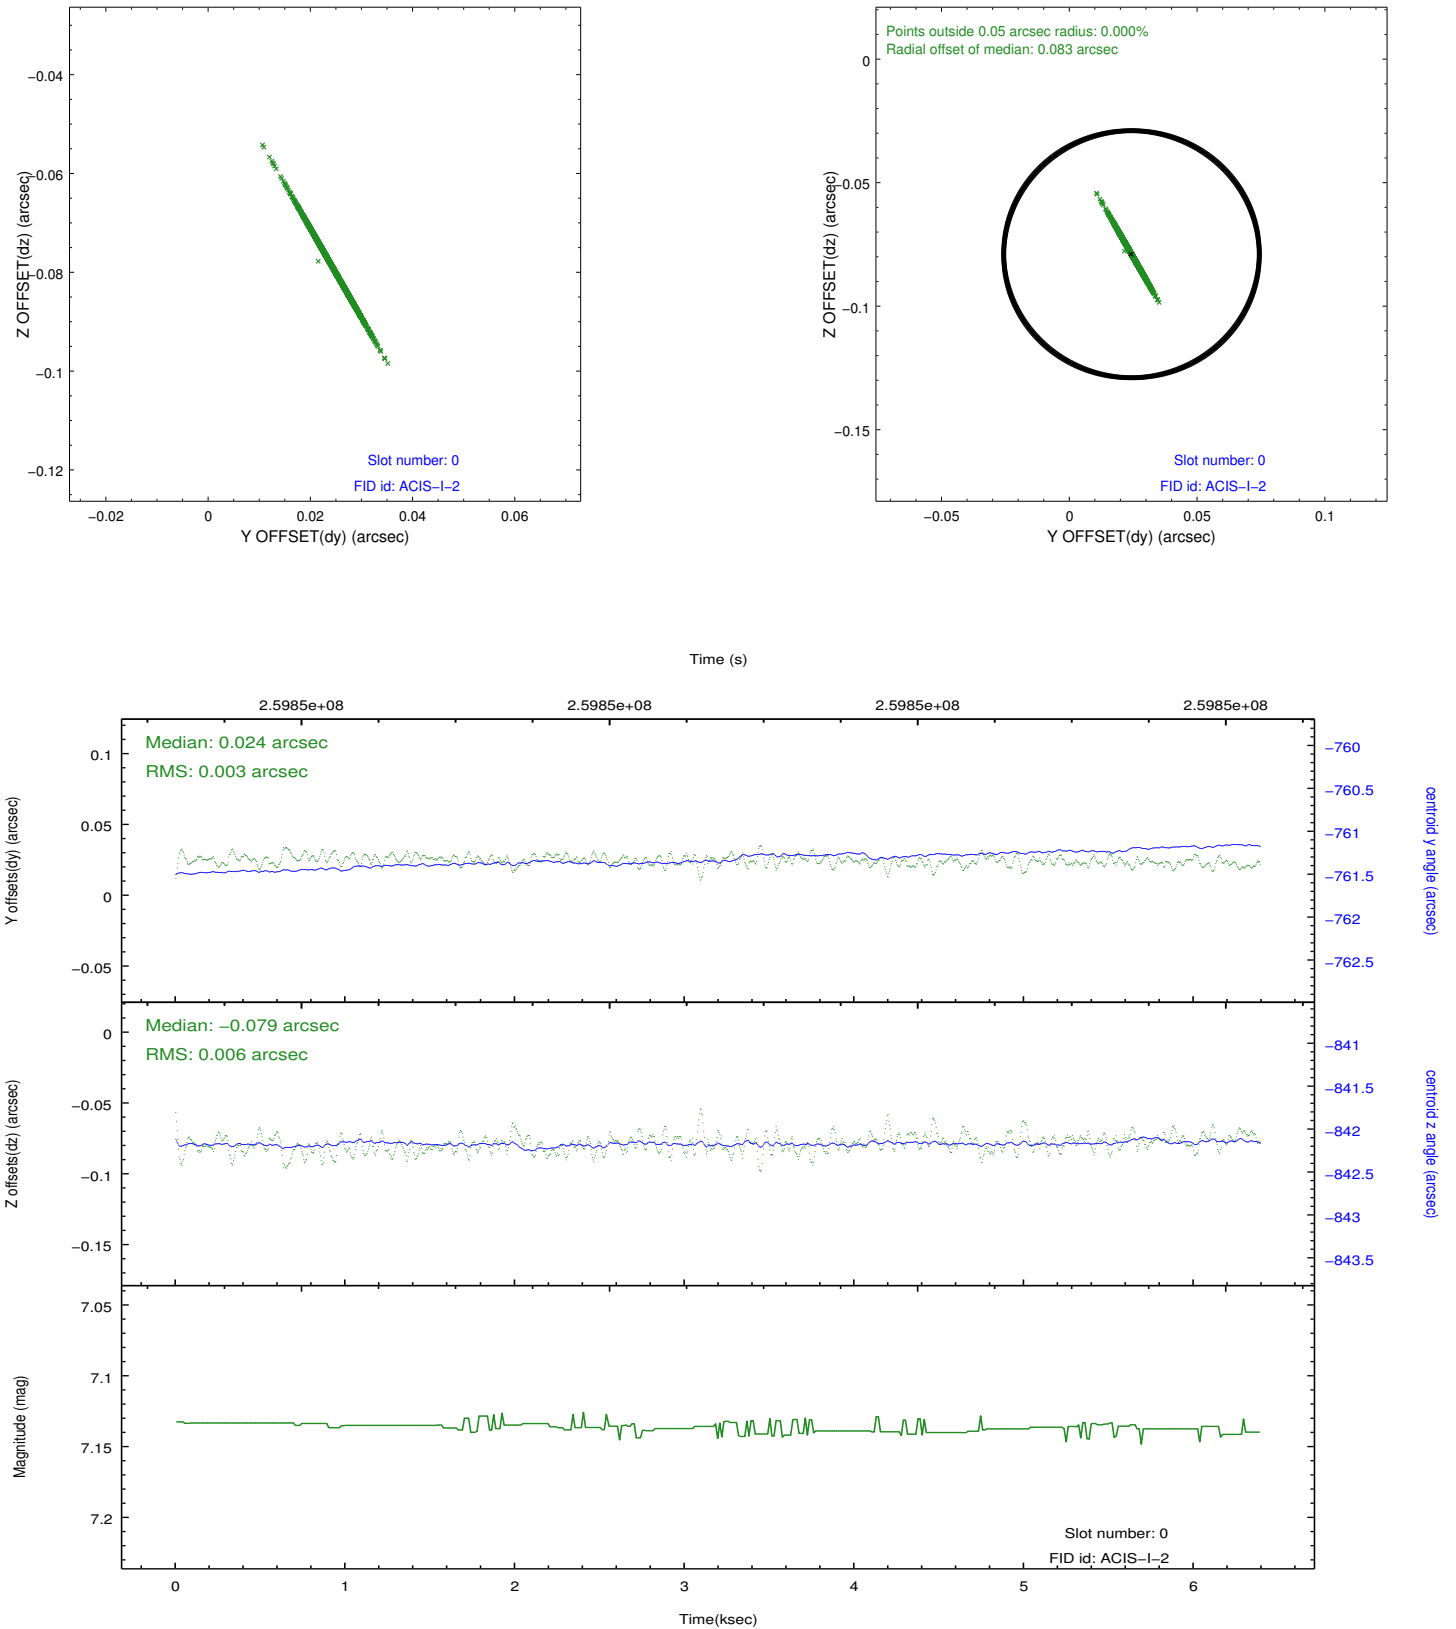 −0.04
−0.06
−0.08
−0.1
−0.12
Z OFFSET(dz) (arcsec)
Slot number: 0
FID id: ACIS−I−2
−0.02 0 0.02 0.04 0.06
Y OFFSET(dy) (arcsec)
Points outside 0.05 arcsec radius: 0.000%
Radial offset of median: 0.083 arcsec
0
−0.05
−0.1
−0.15
Z OFFSET(dz) (arcsec)
Slot number: 0
FID id: ACIS−I−2
−0.05 0 0.05 0.1
Y OFFSET(dy) (arcsec)
Time (s)
2.5985e+08 2.5985e+08 2.5985e+08 2.5985e+08
Median: 0.024 arcsec
RMS: 0.003 arcsec
0.1
0.05
0
−0.05
Y offsets(dy) (arcsec)
−760
−760.5
−761
−761.5
−762
−762.5
centroid y angle (arcsec)
Median: −0.079 arcsec
RMS: 0.006 arcsec
0
−0.05
−0.1
−0.15
Z offsets(dz) (arcsec)
−841
−841.5
−842
−842.5
−843
−843.5
centroid z angle (arcsec)
7.05
7.1
7.15
7.2
Magnitude (mag)
Slot number: 0
FID id: ACIS−I−2
0 1 2 3 4 5 6
Time(ksec)